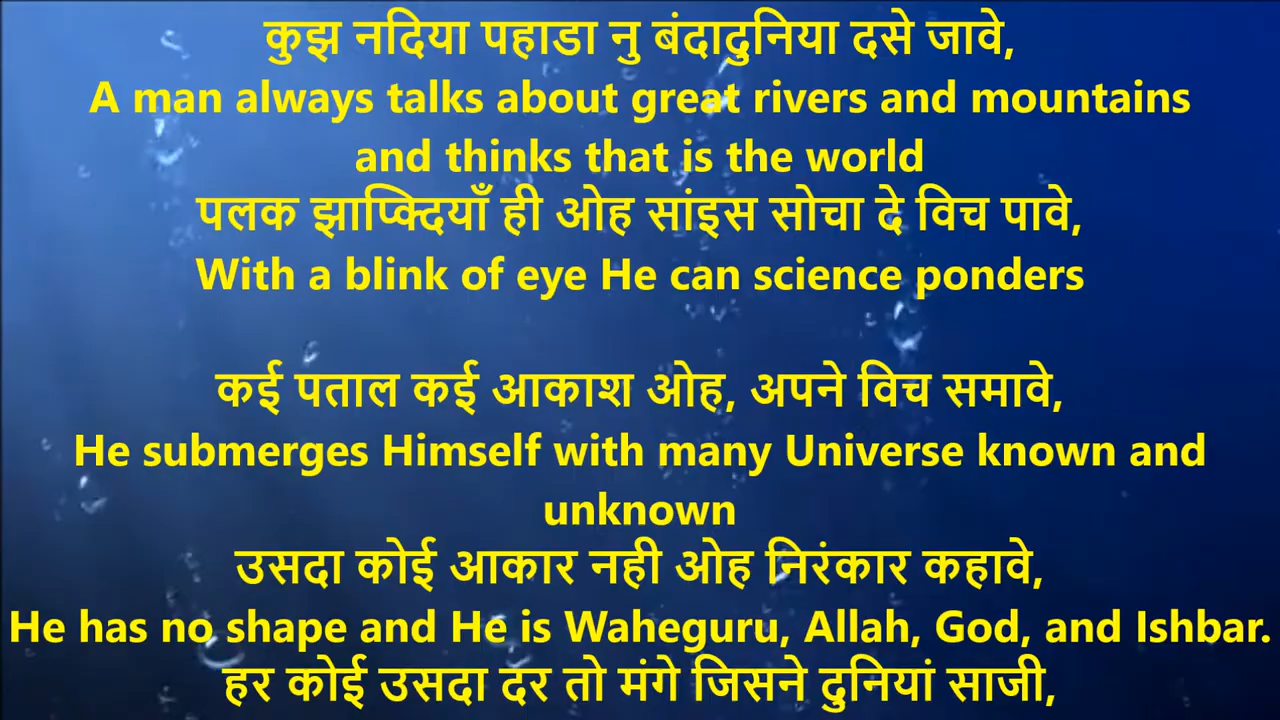 कुझ नदिया पहाडा नु बंदादुनिया दसे जावे,
A man always talks about great rivers and mountains
and thinks that is the world
पलक झाप्क्दियाँ ही ओह सांइस सोचा दे विच पावे,
With a blink of eye He can science ponders
कई पताल कई आकाश ओह, अपने विच समावे,
He submerges Himself with many Universe known and
unknown
उसदा कोई आकार नही ओह निरंकार कहावे,
He has no shape and He is Waheguru, Allah, God, and Ishbar.
हर कोई उसदा दर तो मंगे जिसने दुनियां साजी,